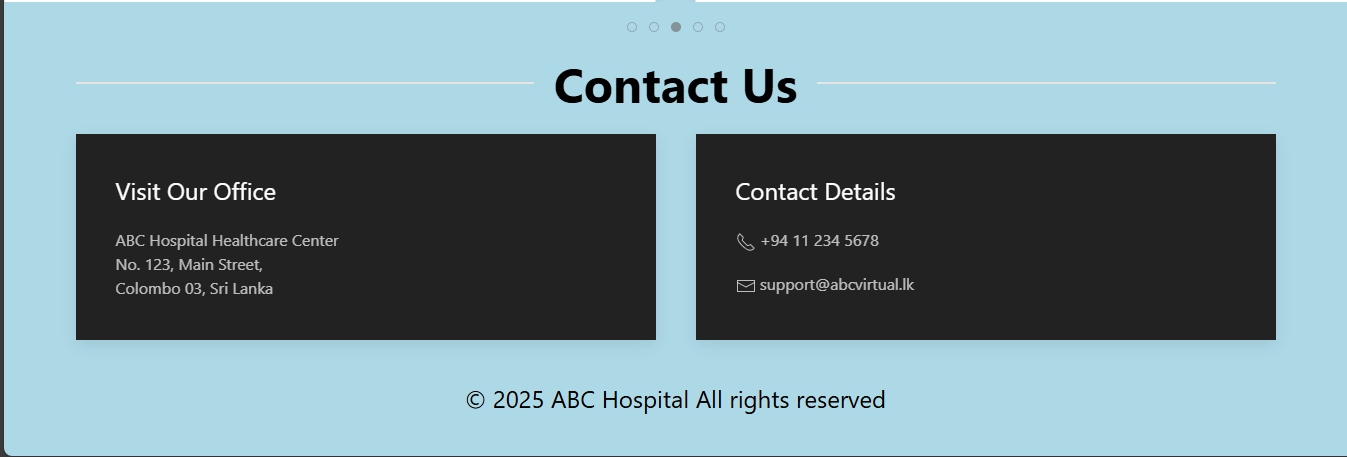 Contact Us
Visit Our Office
ABC Hospital Healthcare Center
No. 123, Main Street,
Colombo 03, Sri Lanka
Contact Details
+94 11 234 5678
support@abcvirtual.lk
© 2025 ABC Hospital All rights reserved